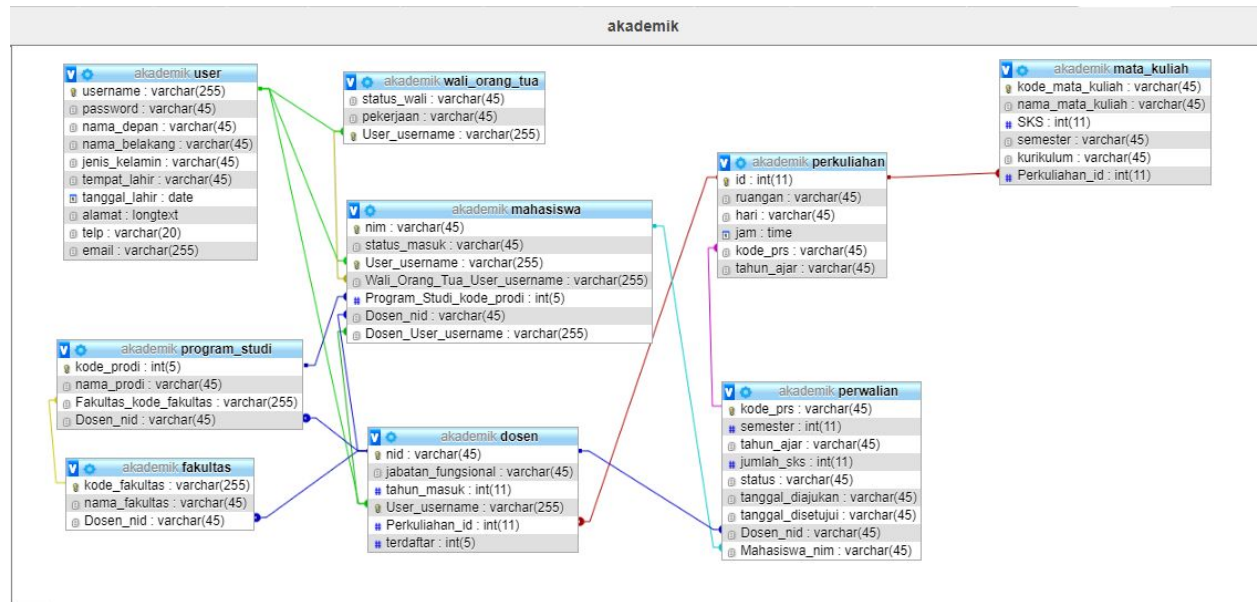 akademik
akademik user
username : varchar(255)
password : varchar(45)
nama_depan : varchar(45)
nama_belakang : varchar(45)
jenis_kelamin : varchar(45)
tempat_lahir : varchar(45)
tanggal_lahir : date
alamat : longtext
telp : varchar(20)
email : varchar(255)
akademik wali_orang_tua
status_wali : varchar(45)
pekerjaan : varchar(45)
User_username : varchar(255)
akademik mata_kuliah
kode_mata_kuliah : varchar(45)
nama_mata_kuliah : varchar(45)
SKS : int(11)
semester : varchar(45)
kurikulum : varchar(45)
Perkuliahan_id : int(11)
akademik perkuliahan
id : int(11)
ruangan : varchar(45)
hari : varchar(45)
jam : time
kode_prs : varchar(45)
tahun_ajar : varchar(45)
akademik mahasiswa
nim : varchar(45)
status_masuk : varchar(45)
User_username : varchar(255)
Wali_Orang_Tua_User_username : varchar(255)
Program_Studi_kode_prodi : int(5)
Dosen_nid : varchar(45)
Dosen_User_username : varchar(255)
akademik program_studi
kode_prodi : int(5)
nama_prodi : varchar(45)
Fakultas_kode_fakultas : varchar(255)
Dosen_nid : varchar(45)
akademik fakultas
kode_fakultas : varchar(255)
nama_fakultas : varchar(45)
Dosen_nid : varchar(45)
akademik dosen
nid : varchar(45)
jabatan_fungsional : varchar(45)
tahun_masuk : int(11)
User_username : varchar(255)
Perkuliahan_id : int(11)
terdaftar : int(5)
akademik perwalian
kode_prs : varchar(45)
semester : int(11)
tahun_ajar : varchar(45)
jumlah_sks : int(11)
status : varchar(45)
tanggal_diajukan : varchar(45)
tanggal_disetujui : varchar(45)
Dosen_nid : varchar(45)
Mahasiswa_nim : varchar(45)